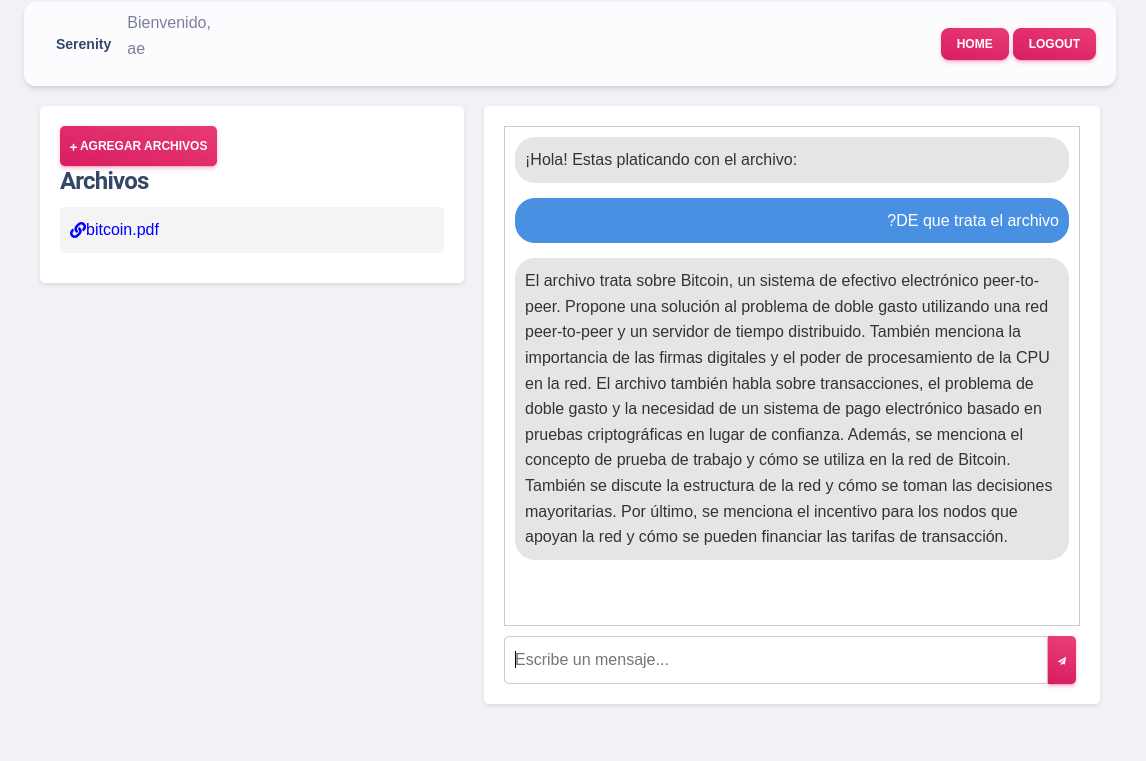 Serenity
Bienvenido,
ae
HOME
LOGOUT
+ AGREGAR ARCHIVOS
Archivos
bitcoin.pdf
¡Hola! Estas platicando con el archivo:
?DE que trata el archivo
El archivo trata sobre Bitcoin, un sistema de efectivo electrónico peer-to-
peer. Propone una solución al problema de doble gasto utilizando una red
peer-to-peer y un servidor de tiempo distribuido. También menciona la
importancia de las firmas digitales y el poder de procesamiento de la CPU
en la red. El archivo también habla sobre transacciones, el problema de
doble gasto y la necesidad de un sistema de pago electrónico basado en
pruebas criptográficas en lugar de confianza. Además, se menciona el
concepto de prueba de trabajo y cómo se utiliza en la red de Bitcoin.
También se discute la estructura de la red y cómo se toman las decisiones
mayoritarias. Por último, se menciona el incentivo para los nodos que
apoyan la red y cómo se pueden financiar las tarifas de transacción.
Escribe un mensaje...